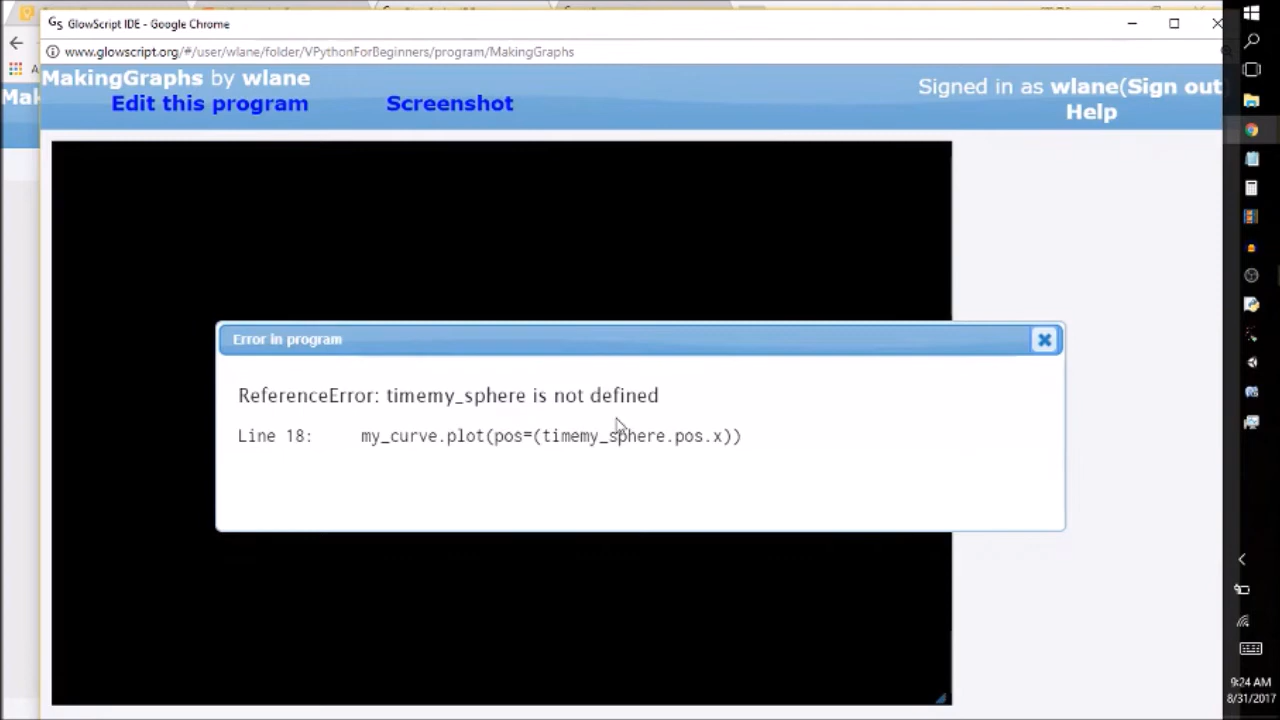 GS GlowScript IDE - Google Chrome
www.glowscript.org/#/user/wlane/folder/VPythonForBeginners/program/MakingGraphs
MakingGraphs by wlane
Signed in as wlane(Sign out
Edit this program
Screenshot
Help
Mak
Error in program
ReferenceError: timemy_sphere is not defined
Line 18: my_curve.plot(pos=(timemy_sphere.pos.x))
9:24 AM
8/31/2017